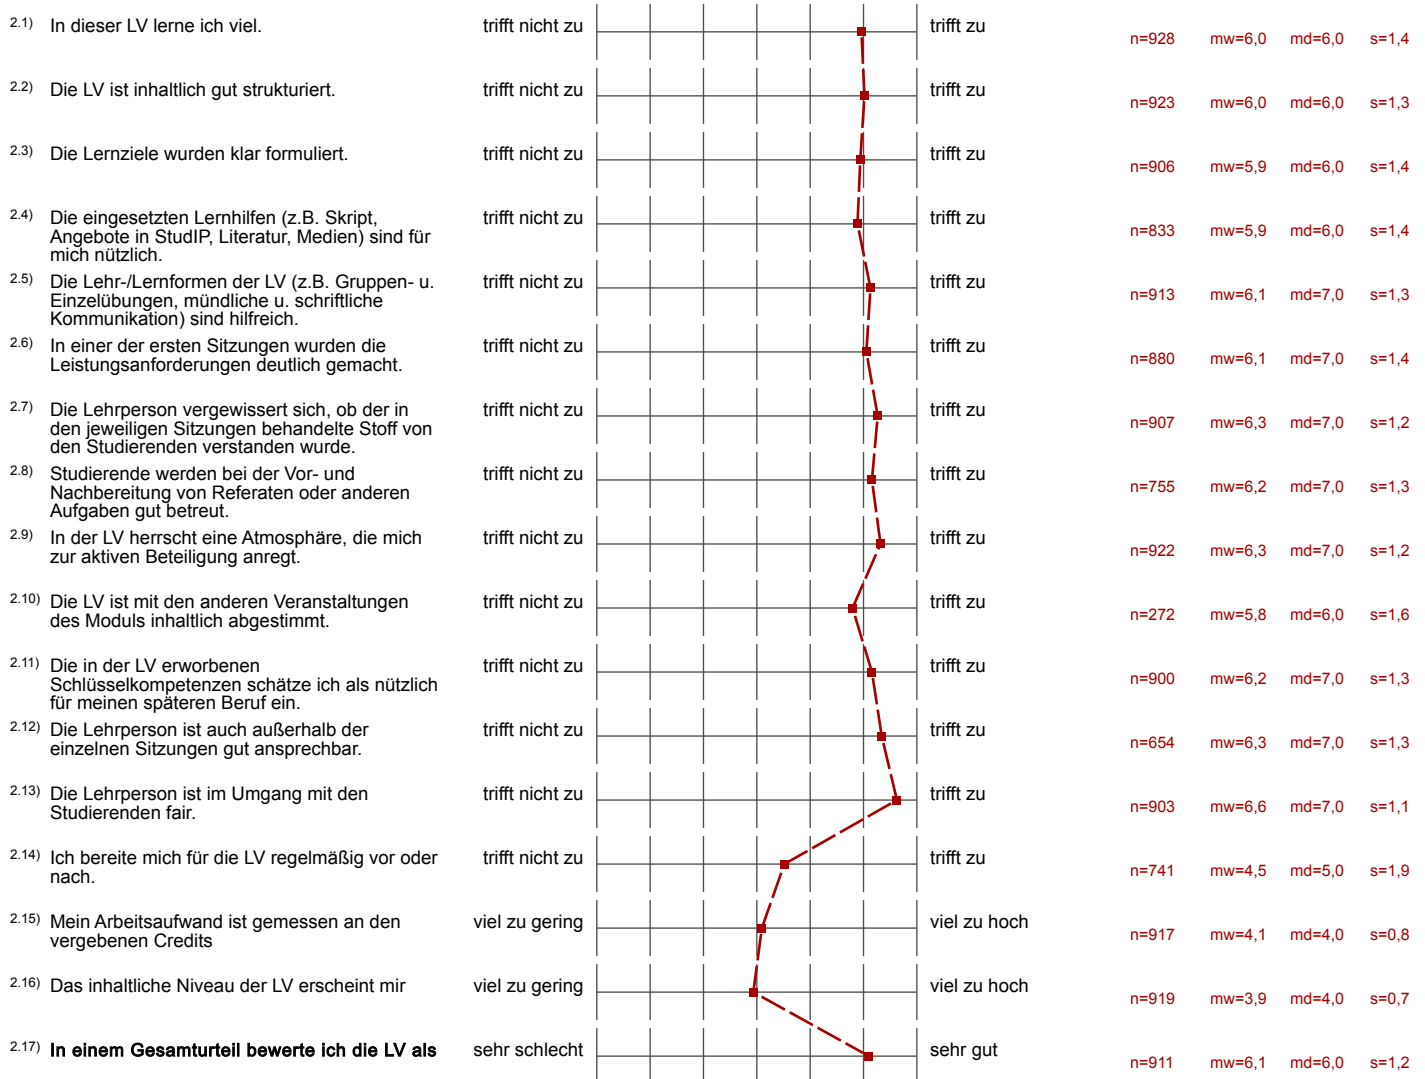 2.1) In dieser LV lerne ich viel. trifft nicht zu trifft zu n=928 mw=6,0 md=6,0 s=1,4
2.2) Die LV ist inhaltlich gut strukturiert. trifft nicht zu trifft zu n=923 mw=6,0 md=6,0 s=1,3
2.3) Die Lernziele wurden klar formuliert. trifft nicht zu trifft zu n=906 mw=5,9 md=6,0 s=1,4
2.4) Die eingesetzten Lernhilfen (z.B. Skript, trifft nicht zu trifft zu
Angebote in StudIP, Literatur, Medien) sind für n=833 mw=5,9 md=6,0 s=1,4
mich nützlich.
2.5) Die Lehr-/Lernformen der LV (z.B. Gruppen- u. trifft nicht zu trifft zu
Einzelübungen, mündliche u. schriftliche n=913 mw=6,1 md=7,0 s=1,3
Kommunikation) sind hilfreich.
2.6) In einer der ersten Sitzungen wurden die trifft nicht zu trifft zu
Leistungsanforderungen deutlich gemacht. n=880 mw=6,1 md=7,0 s=1,4
2.7) Die Lehrperson vergewissert sich, ob der in trifft nicht zu trifft zu
den jeweiligen Sitzungen behandelte Stoff von n=907 mw=6,3 md=7,0 s=1,2
den Studierenden verstanden wurde.
2.8) Studierende werden bei der Vor- und trifft nicht zu trifft zu
Nachbereitung von Referaten oder anderen n=755 mw=6,2 md=7,0 s=1,3
Aufgaben gut betreut.
2.9) In der LV herrscht eine Atmosphäre, die mich trifft nicht zu trifft zu
zur aktiven Beteiligung anregt. n=922 mw=6,3 md=7,0 s=1,2
2.10) Die LV ist mit den anderen Veranstaltungen trifft nicht zu trifft zu
des Moduls inhaltlich abgestimmt. n=272 mw=5,8 md=6,0 s=1,6
2.11) Die in der LV erworbenen trifft nicht zu trifft zu
Schlüsselkompetenzen schätze ich als nützlich n=900 mw=6,2 md=7,0 s=1,3
für meinen späteren Beruf ein.
2.12) Die Lehrperson ist auch außerhalb der trifft nicht zu trifft zu
einzelnen Sitzungen gut ansprechbar. n=654 mw=6,3 md=7,0 s=1,3
2.13) Die Lehrperson ist im Umgang mit den trifft nicht zu trifft zu
Studierenden fair. n=903 mw=6,6 md=7,0 s=1,1
2.14) Ich bereite mich für die LV regelmäßig vor oder trifft nicht zu trifft zu
nach. n=741 mw=4,5 md=5,0 s=1,9
2.15) Mein Arbeitsaufwand ist gemessen an den viel zu gering viel zu hoch
vergebenen Credits n=917 mw=4,1 md=4,0 s=0,8
2.16) Das inhaltliche Niveau der LV erscheint mir viel zu gering viel zu hoch n=919 mw=3,9 md=4,0 s=0,7
2.17) In einem Gesamturteil bewerte ich die LV als sehr schlecht sehr gut n=911 mw=6,1 md=6,0 s=1,2